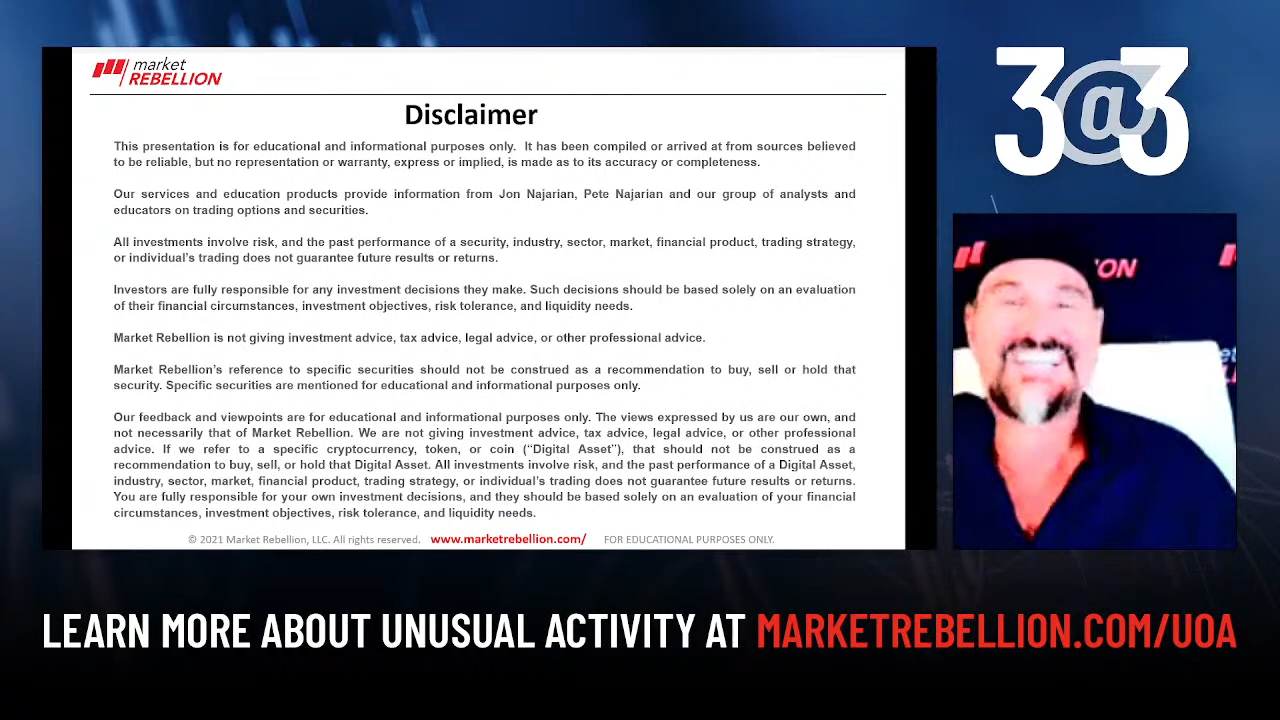 market
REBELLION
Disclaimer
This presentation is for educational and informational purposes only. It has been compiled or arrived at from sources believed
to be reliable, but no representation or warranty, express or implied, is made as to its accuracy or completeness.
Our services and education products provide information from Jon Najarian, Pete Najarian and our group of analysts and
educators on trading options and securities.
All investments involve risk, and the past performance of a security, industry, sector, market, financial product, trading strategy,
or individual's trading does not guarantee future results or returns.
Investors are fully responsible for any investment decisions they make. Such decisions should be based solely on an evaluation
of their financial circumstances, investment objectives, risk tolerance, and liquidity needs.
Market Rebellion is not giving investment advice, tax advice, legal advice, or other professional advice.
Market Rebellion's reference to specific securities should not be construed as a recommendation to buy, sell or hold that
security. Specific securities are mentioned for educational and informational purposes only.
Our feedback and viewpoints are for educational and informational purposes only. The views expressed by us are our own, and
not necessarily that of Market Rebellion. We are not giving investment advice, tax advice, legal advice, or other professional
advice. If we refer to a specific cryptocurrency, token, or coin (“Digital Asset”), that should not be construed as a
recommendation to buy, sell, or hold that Digital Asset. All investments involve risk, and the past performance of a Digital Asset,
industry, sector, market, financial product, trading strategy, or individual's trading does not guarantee future results or returns.
You are fully responsible for your own investment decisions, and they should be based solely on an evaluation of your financial
circumstances, investment objectives, risk tolerance, and liquidity needs.
© 2021 Market Rebellion, LLC. All rights reserved. www.marketrebellion.com/ FOR EDUCATIONAL PURPOSES ONLY.
3@3
ON
LEARN MORE ABOUT UNUSUAL ACTIVITY AT MARKETREBELLION.COM/UOA